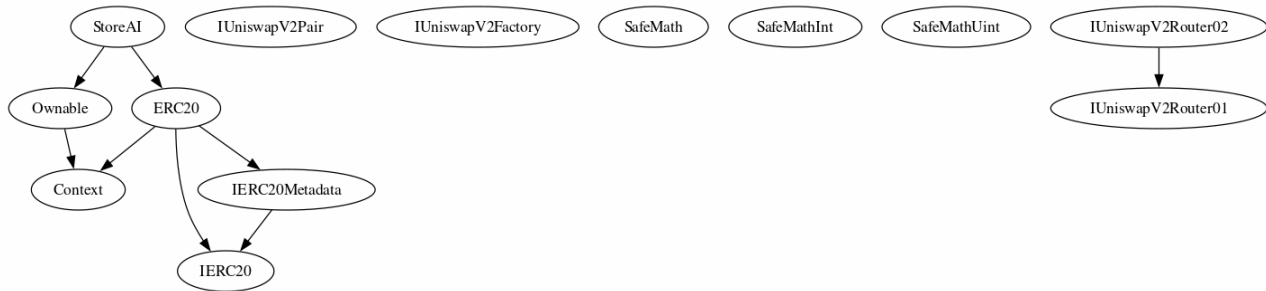 StoreAI
IUniswapV2Pair
IUniswapV2Factory
SafeMath
SafeMathInt
SafeMathUint
IUniswapV2Router02
Ownable
ERC20
IUniswapV2Router01
Context
IERC20Metadata
IERC20